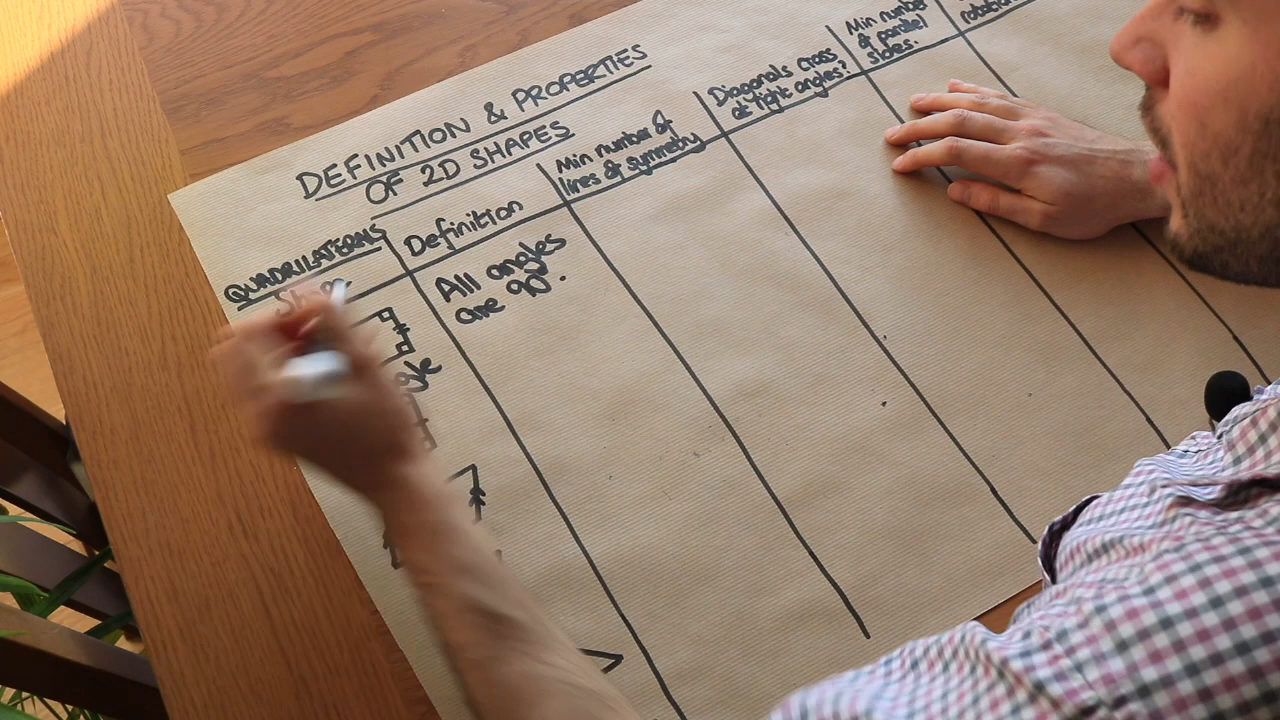 DEFINITION & PROPERTIES
OF 2D SHAPES
QUADRILATERALS
Shape
Definition
Min number of
lines of symmetry
Diagonals cross
at right angles?
Min number
of parallel
sides.
All angles
are 90°.